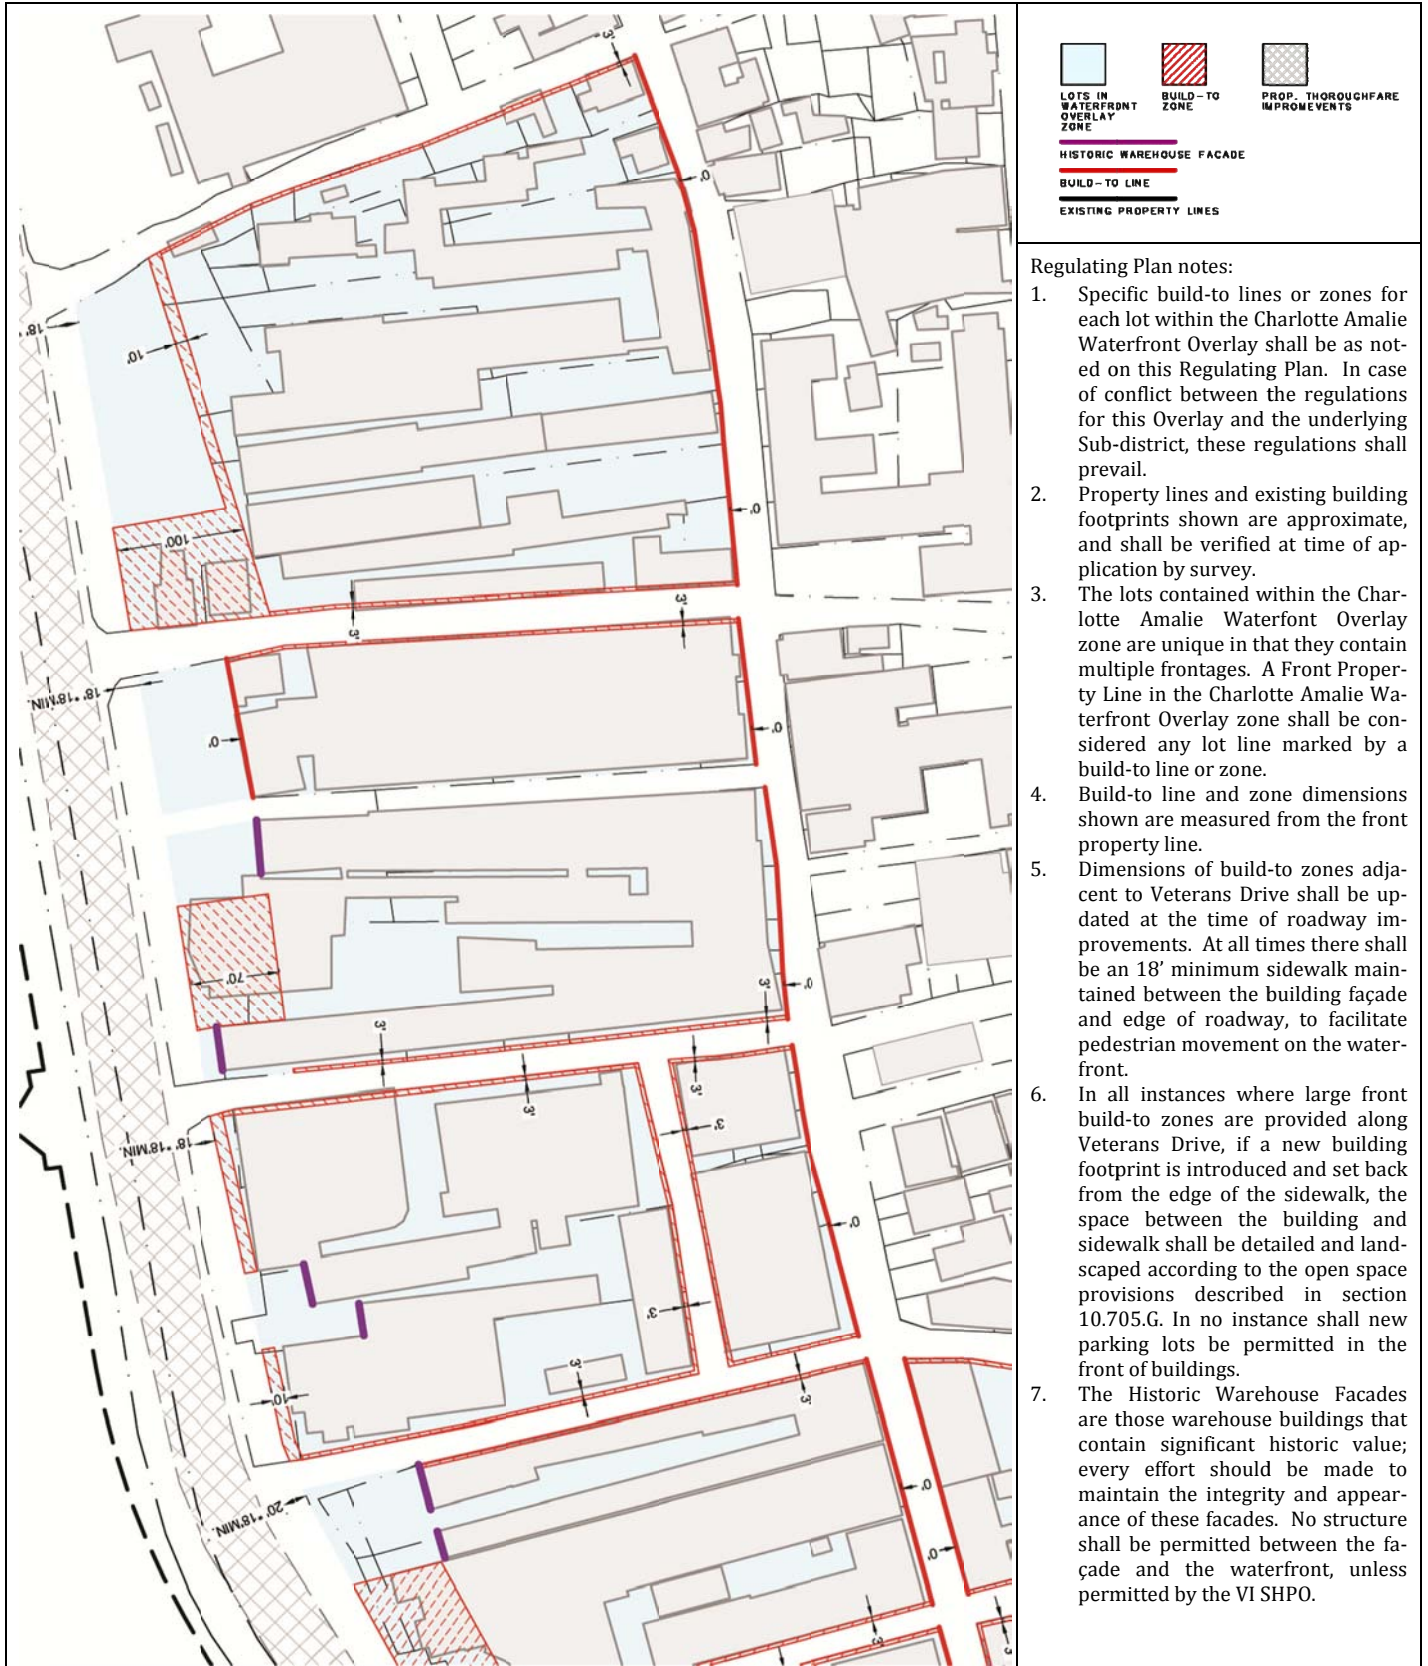 3'
0'
18'
10'
0'
100'
3'
3'
18' *18'MIN.
0'
0'
70'
0'
3'
3'
3'
3'
18' *18'MIN.
3'
0'
3'
3'
10'
3'
20' *18'MIN.
0'
0'
3'
3'
3'
LOTS IN
WATERFRONT
OVERLAY
ZONE
BUILD-TO
ZONE
PROP. THOROUGHFARE
IMPROMEVENTS
HISTORIC WAREHOUSE FACADE
BUILD-TO LINE
EXISTING PROPERTY LINES
Regulating Plan notes:
1. Specific build-to lines or zones for
each lot within the Charlotte Amalie
Waterfront Overlay shall be as not-
ed on this Regulating Plan. In case
of conflict between the regulations
for this Overlay and the underlying
Sub-district, these regulations shall
prevail.
2. Property lines and existing building
footprints shown are approximate,
and shall be verified at time of ap-
plication by survey.
3. The lots contained within the Char-
lotte Amalie Waterfont Overlay
zone are unique in that they contain
multiple frontages. A Front Proper-
ty Line in the Charlotte Amalie Wa-
terfront Overlay zone shall be con-
sidered any lot line marked by a
build-to line or zone.
4. Build-to line and zone dimensions
shown are measured from the front
property line.
5. Dimensions of build-to zones adja-
cent to Veterans Drive shall be up-
dated at the time of roadway im-
provements. At all times there shall
be an 18’ minimum sidewalk main-
tained between the building façade
and edge of roadway, to facilitate
pedestrian movement on the water-
front.
6. In all instances where large front
build-to zones are provided along
Veterans Drive, if a new building
footprint is introduced and set back
from the edge of the sidewalk, the
space between the building and
sidewalk shall be detailed and land-
scaped according to the open space
provisions described in section
10.705.G. In no instance shall new
parking lots be permitted in the
front of buildings.
7. The Historic Warehouse Facades
are those warehouse buildings that
contain significant historic value;
every effort should be made to
maintain the integrity and appear-
ance of these facades. No structure
shall be permitted between the fa-
çade and the waterfront, unless
permitted by the VI SHPO.